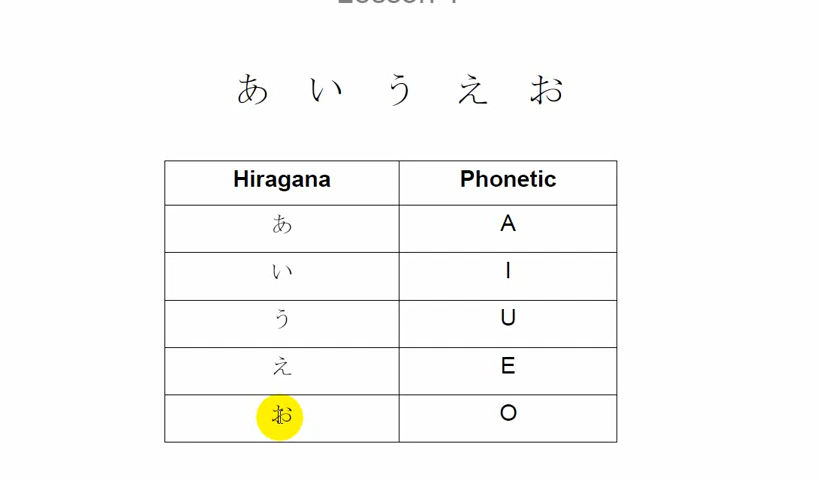 あ い う え お
Hiragana Phonetic
あ A
い I
う U
え E
お O